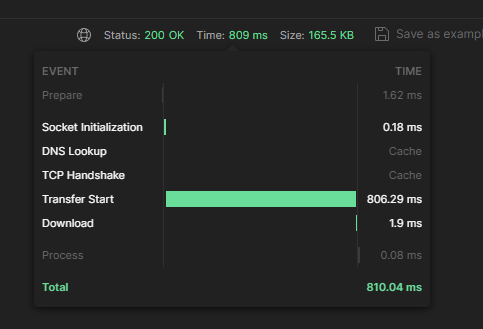 Status: 200 OK Time: 809 ms Size: 165.5 KB Save as exampl
EVENT TIME
Prepare 1.62 ms
Socket Initialization 0.18 ms
DNS Lookup Cache
TCP Handshake Cache
Transfer Start 806.29 ms
Download 1.9 ms
Process 0.08 ms
Total 810.04 ms